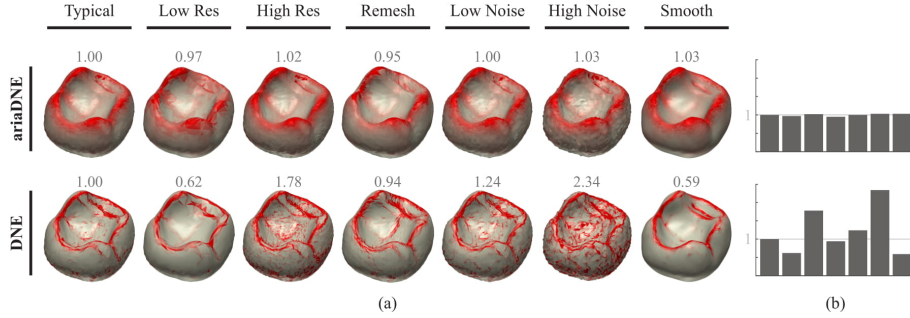 Typical Low Res High Res Remesh Low Noise High Noise Smooth
ariaDNE
1.00 0.97 1.02 0.95 1.00 1.03 1.03
1
DNE
1.00 0.62 1.78 0.94 1.24 2.34 0.59
1
(a) (b)